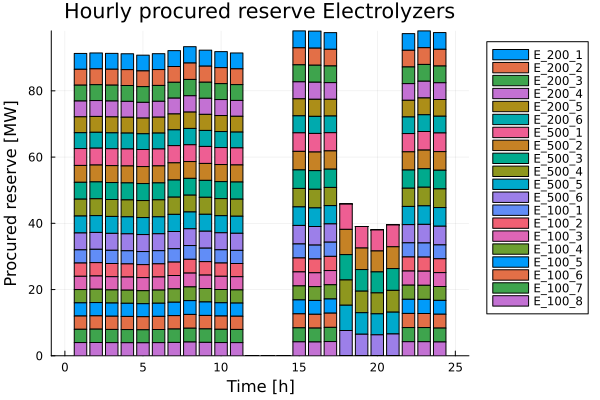 Hourly procured reserve Electrolyzers
Procured reserve [MW]
80
60
40
20
0
0 5 10 15 20 25
Time [h]
E_200_1
E_200_2
E_200_3
E_200_4
E_200_5
E_200_6
E_500_1
E_500_2
E_500_3
E_500_4
E_500_5
E_500_6
E_100_1
E_100_2
E_100_3
E_100_4
E_100_5
E_100_6
E_100_7
E_100_8